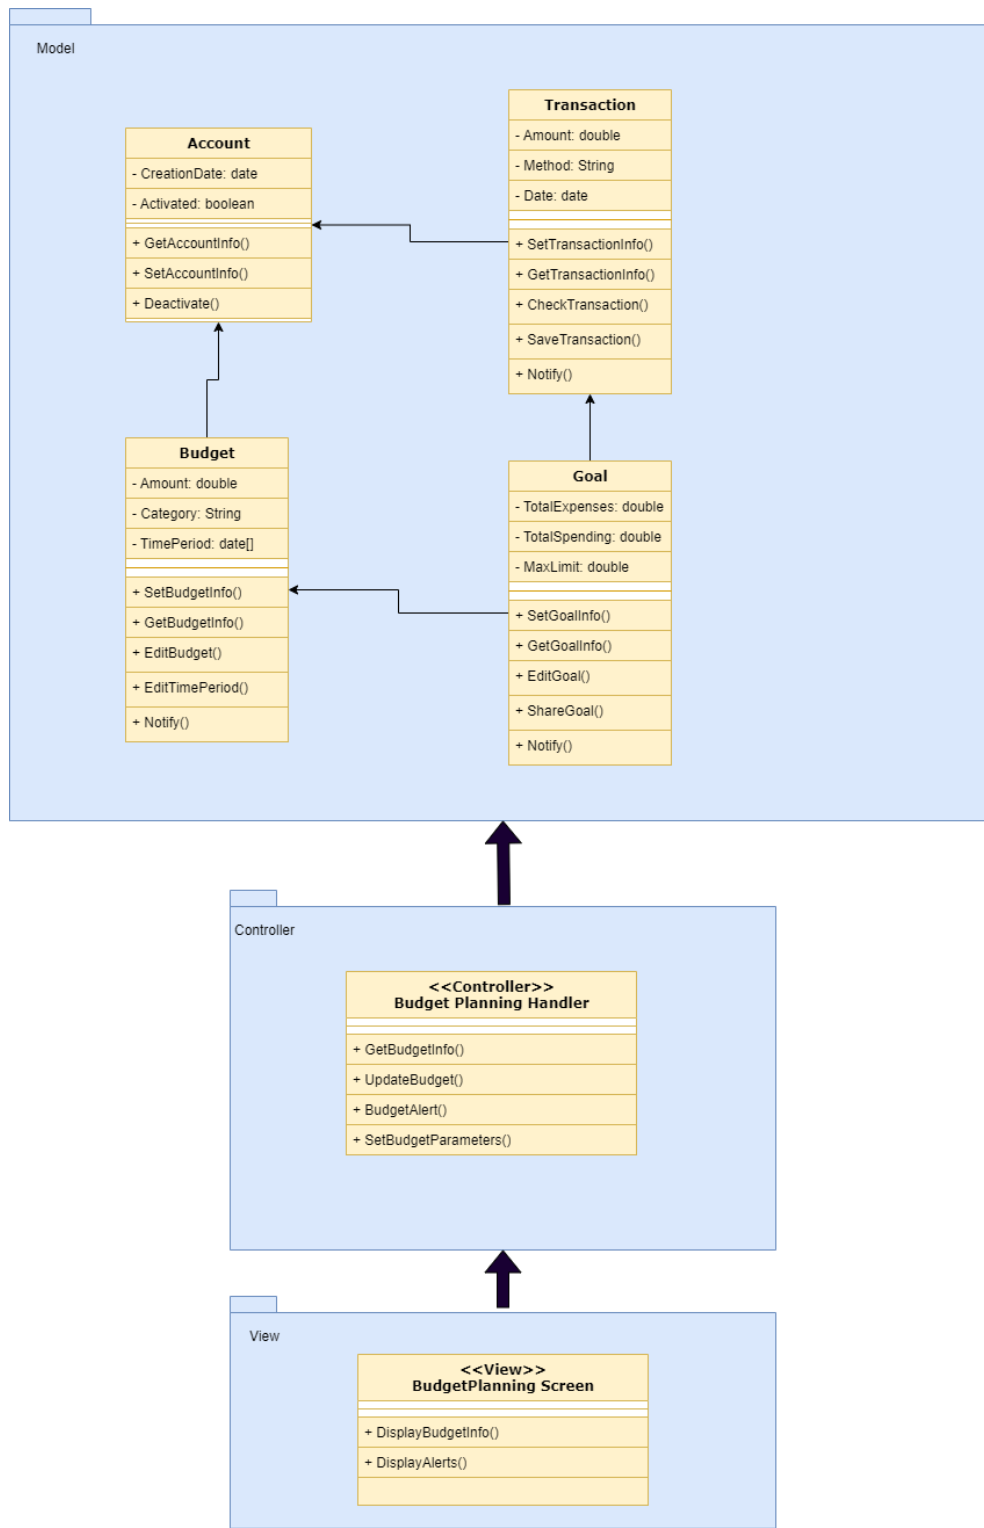 Model
Account
- CreationDate: date
- Activated: boolean
+ GetAccountInfo()
+ SetAccountInfo()
+ Deactivate()
Transaction
- Amount: double
- Method: String
- Date: date
+ SetTransactionInfo()
+ GetTransactionInfo()
+ CheckTransaction()
+ SaveTransaction()
+ Notify()
Budget
- Amount: double
- Category: String
- TimePeriod: date[]
+ SetBudgetInfo()
+ GetBudgetInfo()
+ EditBudget()
+ EditTimePeriod()
+ Notify()
Goal
- TotalExpenses: double
- TotalSpending: double
- MaxLimit: double
+ SetGoalInfo()
+ GetGoalInfo()
+ EditGoal()
+ ShareGoal()
+ Notify()
Controller
<<Controller>>
Budget Planning Handler
+ GetBudgetInfo()
+ UpdateBudget()
+ BudgetAlert()
+ SetBudgetParameters()
View
<<View>>
BudgetPlanning Screen
+ DisplayBudgetInfo()
+ DisplayAlerts()